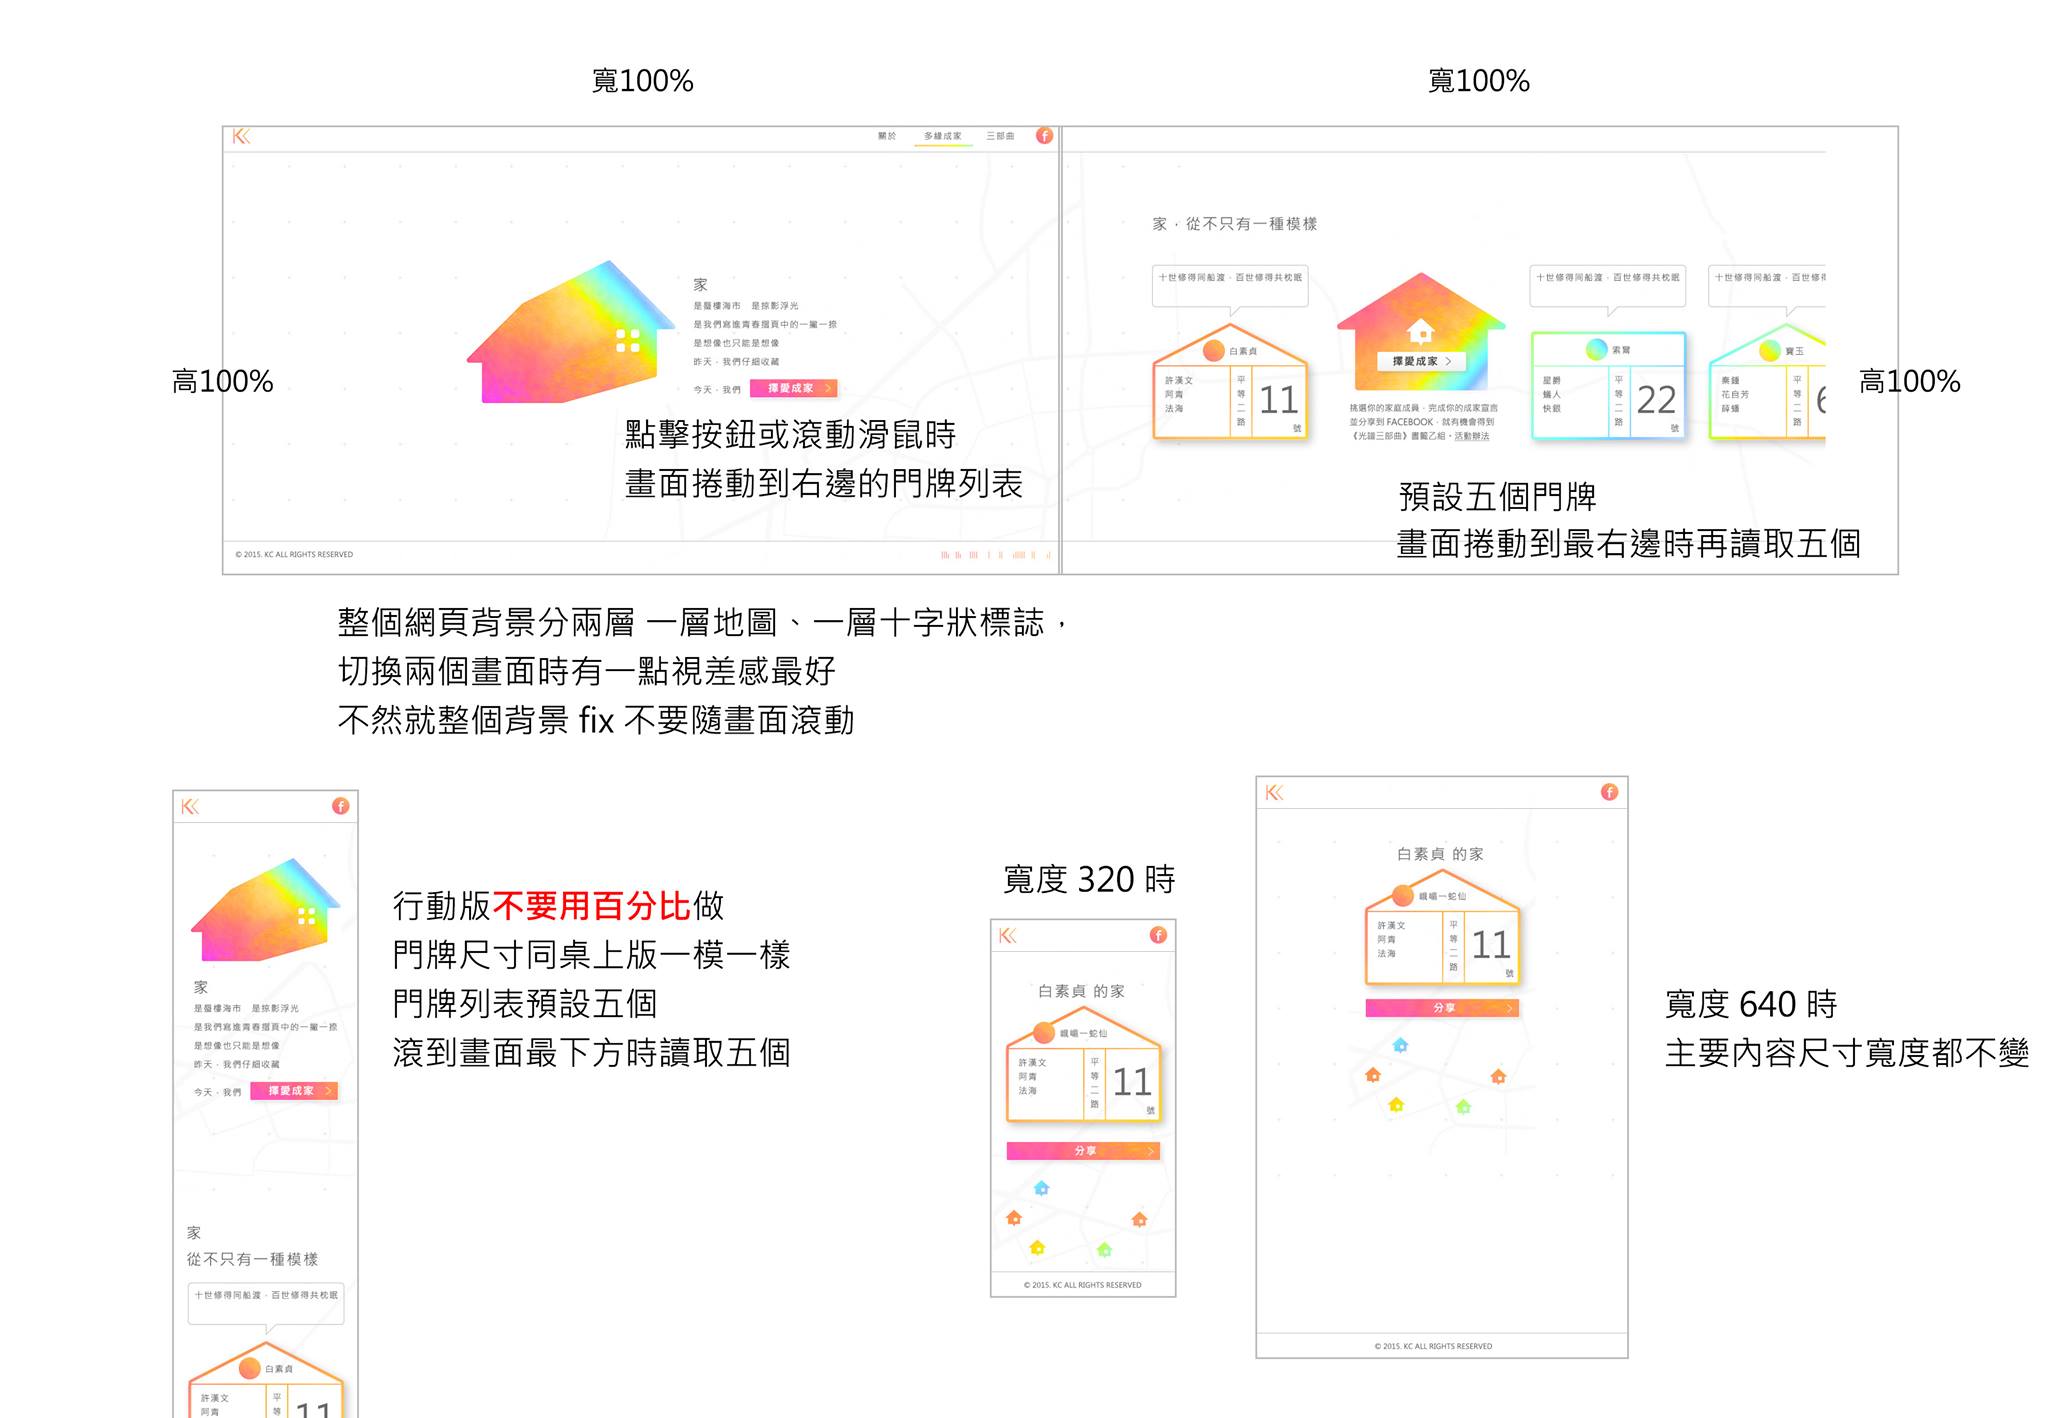 寬100%
寬100%
KK
關於 多緣成家 三部曲 f
家
是蜃樓海市 是掠影浮光
是我們寫進青春摺頁中的一撇一捺
是想像也只能是想像
昨天，我們仔細收藏
今天，我們 擇愛成家 >
高100%
點擊按鈕或滾動滑鼠時
畫面捲動到右邊的門牌列表
© 2015. KC ALL RIGHTS RESERVED
家，從不只有一種模樣
十世修得同船渡，百世修得共枕眠
白素貞
許漢文
阿青
法海
平等二路
11
號
擇愛成家 >
挑選你的家庭成員，完成你的成家宣言
並分享到 FACEBOOK，就有機會得到
《光譜三部曲》書籤乙組。活動辦法
十世修得同船渡，百世修得共枕眠
索爾
星爵
蟻人
快銀
平等二路
22
號
十世修得同船渡，百世修得
寶玉
秦鍾
花自芳
薛蟠
平等二路
6
高100%
預設五個門牌
畫面捲動到最右邊時再讀取五個
整個網頁背景分兩層 一層地圖、一層十字狀標誌，
切換兩個畫面時有一點視差感最好
不然就整個背景 fix 不要隨畫面滾動
KK f
家
是蜃樓海市 是掠影浮光
是我們寫進青春摺頁中的一撇一捺
是想像也只能是想像
昨天，我們仔細收藏
今天，我們 擇愛成家 >
家
從不只有一種模樣
十世修得同船渡，百世修得共枕眠
白素貞
許漢文
阿青
平等
11
行動版不要用百分比做
門牌尺寸同桌上版一模一樣
門牌列表預設五個
滾到畫面最下方時讀取五個
寬度 320 時
KK f
白素貞 的家
峨嵋一蛇仙
許漢文
阿青
法海
平等二路
11
號
分享 >
© 2015. KC ALL RIGHTS RESERVED
KK f
白素貞 的家
峨嵋一蛇仙
許漢文
阿青
法海
平等二路
11
號
分享 >
© 2015. KC ALL RIGHTS RESERVED
寬度 640 時
主要內容尺寸寬度都不變